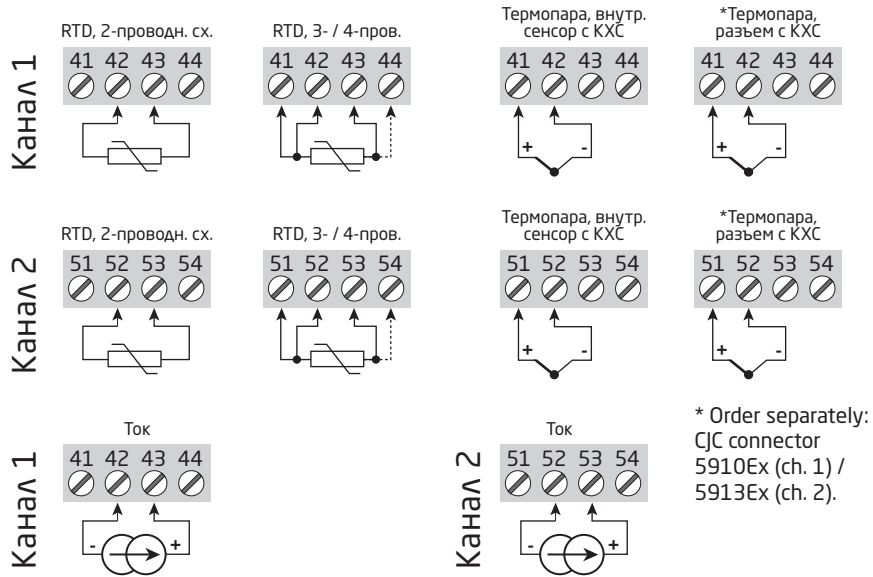 RTD, 2-проводн. сх.
41 42 43 44
RTD, 3- / 4-пров.
41 42 43 44
Термопара, внутр.
сенсор с КХС
41 42 43 44
+ -
*Термопара,
разъем с КХС
41 42 43 44
+ -
Канал 1
RTD, 2-проводн. сх.
51 52 53 54
RTD, 3- / 4-пров.
51 52 53 54
Термопара, внутр.
сенсор с КХС
51 52 53 54
+ -
*Термопара,
разъем с КХС
51 52 53 54
+ -
Канал 2
Ток
41 42 43 44
- +
Канал 1
Ток
51 52 53 54
- +
Канал 2
* Order separately:
CJC connector
5910Ex (ch. 1) /
5913Ex (ch. 2).